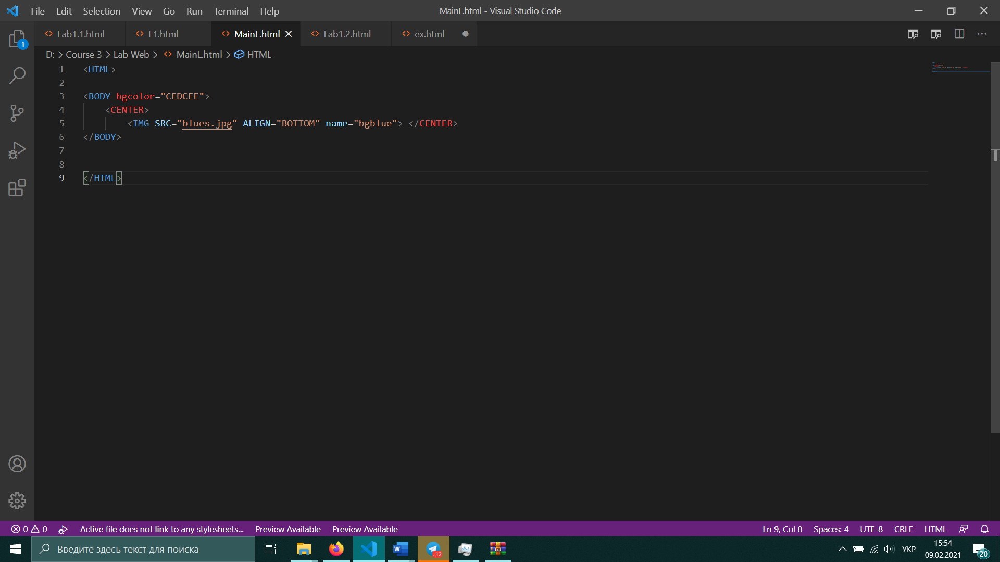 File Edit Selection View Go Run Terminal Help MainL.html - Visual Studio Code
Lab1.1.html L1.html MainL.html Lab1.2.html ex.html
1
D: > Course 3 > Lab Web > MainL.html > HTML
1 <HTML>
2
3 <BODY bgcolor="CEDCEE">
4 <CENTER>
5 <IMG SRC="blues.jpg" ALIGN="BOTTOM" name="bgblue"> </CENTER>
6 </BODY>
7
8
9 </HTML>
0 0 Active file does not link to any stylesheets... Preview Available Preview Available Ln 9, Col 8 Spaces: 4 UTF-8 CRLF HTML
Введите здесь текст для поиска W ..12 УКР 15:54 20
09.02.2021